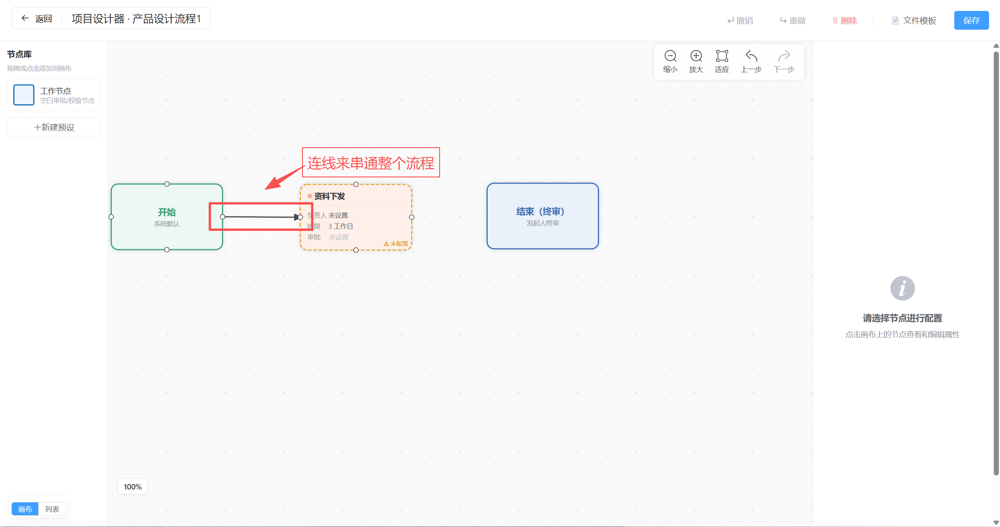 返回
项目设计器 · 产品设计流程1
撤销
重做
删除
文件模板
保存
节点库
拖拽或点击添加到画布
工作节点
空白审批/校验节点
+新建预设
缩小
放大
适应
上一步
下一步
连线来串通整个流程
开始
系统默认
资料下发
负责人 未设置
时限 3 工作日
审批 未设置
未配置
结束（终审）
发起人终审
请选择节点进行配置
点击画布上的节点查看和编辑属性
100%
画布
列表